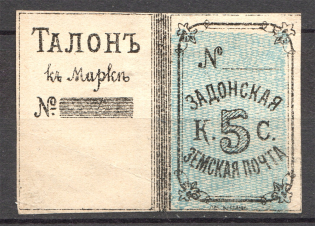 ТАЛОНЪ
къ Маркѣ
№
№
ЗАДОНСКАЯ
К. 5 С.
ЗЕМСКАЯ ПОЧТА